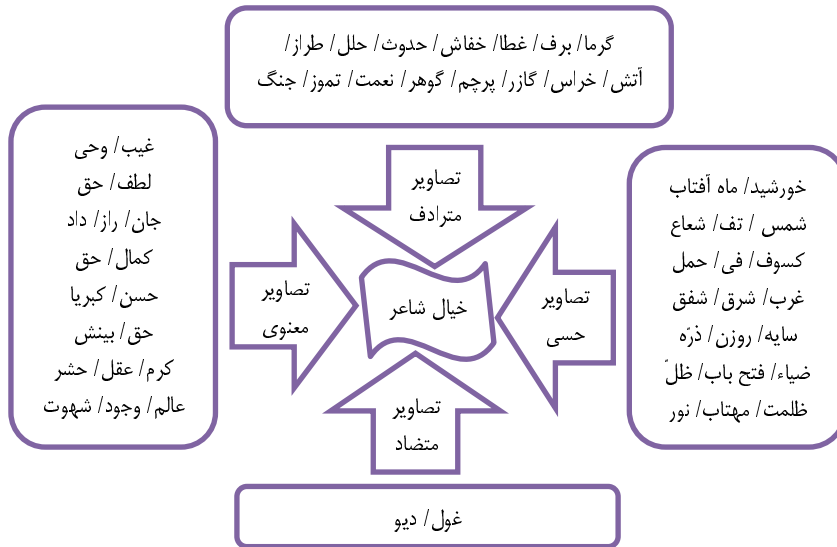 گرما/ برف/ غطا/ خفاش/ حدوث/ حلل/ طراز/
آتش/ خراس/ گازر/ پرچم/ گوهر/ نعمت/ تموز/ جنگ
تصاویر
مترادف
خورشید/ ماه آفتاب
شمس / تف/ شعاع
کسوف/ فی/ حمل
غرب/ شرق/ شفق
سایه/ روزن/ ذرّه
ضیاء/ فتح باب/ ظلّ
ظلمت/ مهتاب/ نور
تصاویر
حسی
خیال شاعر
تصاویر
معنوی
غیب/ وحی
لطف/ حق
جان/ راز/ داد
کمال/ حق
حسن/ کبریا
حق/ بینش
کرم/ عقل/ حشر
عالم/ وجود/ شهوت
تصاویر
متضاد
غول/ دیو